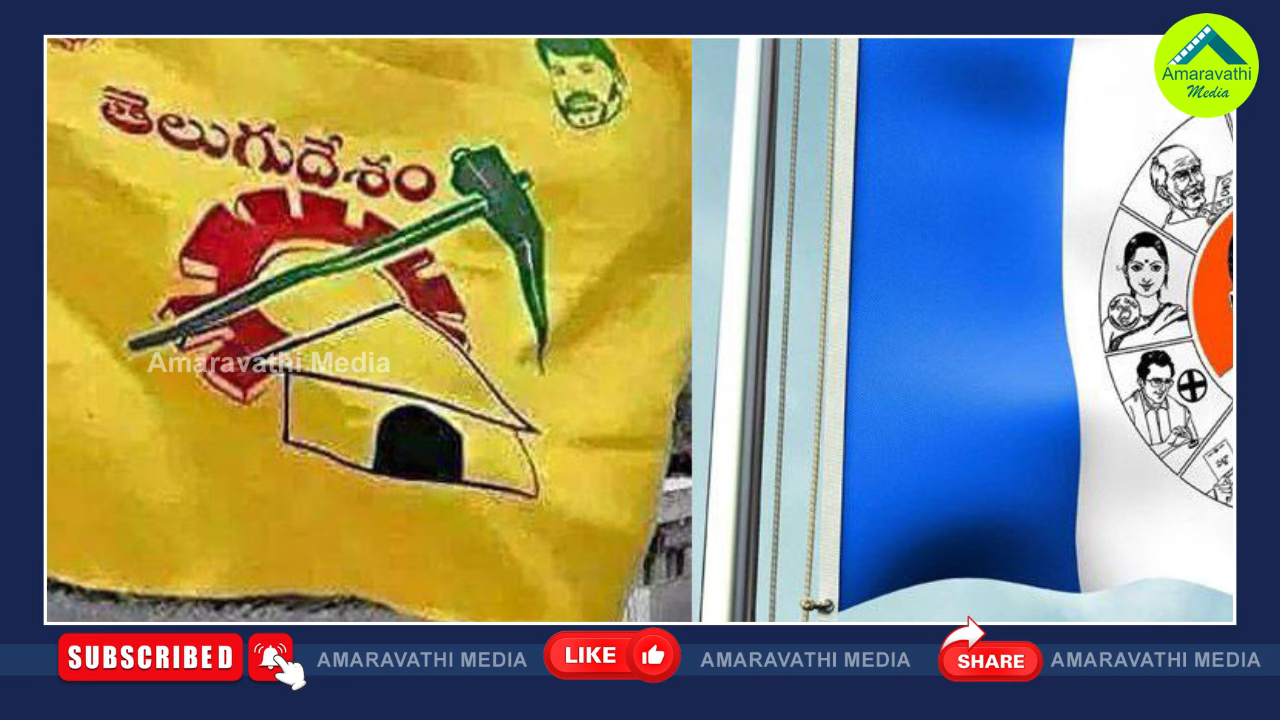 Amaravathi
Media
తెలుగుదేశం
Amaravathi Media
SUBSCRIBED
AMARAVATHI MEDIA
LIKE
AMARAVATHI MEDIA
SHARE
AMARAVATHI MEDIA